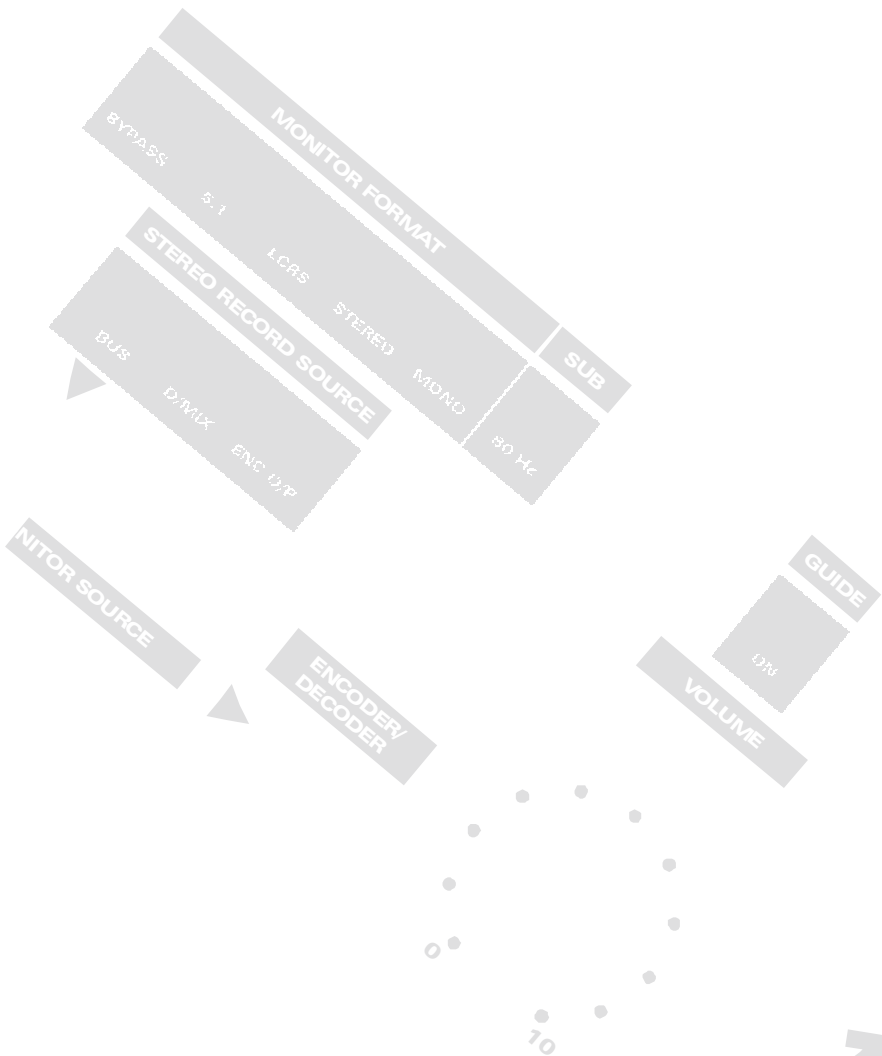 MONITOR FORMAT
BYPASS
5.1
LCRS
STEREO
MONO
SUB
80 Hz
STEREO RECORD SOURCE
BUS
D/MIX
ENC O/P
NITOR SOURCE
ENCODER/
DECODER
GUIDE
ON
VOLUME
0
10